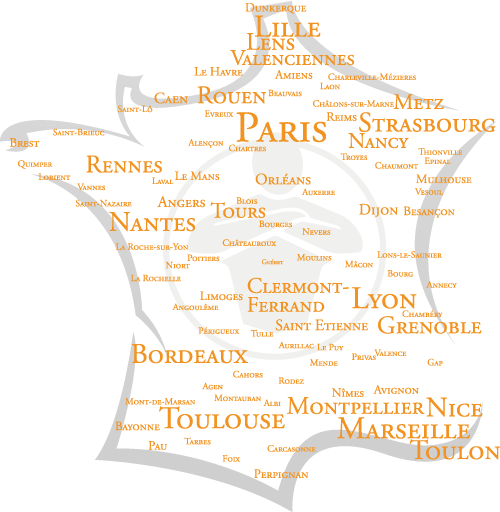 Dunkerque
Lille
Lens
Valenciennes
Le Havre
Amiens
Charleville-Mézières
Laon
Caen
Rouen
Beauvais
Saint-Lô
Evreux
Châlons-sur-Marne
Metz
Reims
Strasbourg
Paris
Nancy
Brest
Saint-Brieuc
Alençon
Chartres
Troyes
Thionville
Epinal
Quimper
Lorient
Rennes
Laval
Le Mans
Orléans
Chaumont
Mulhouse
Vannes
Auxerre
Vesoul
Saint-Nazaire
Angers
Blois
Tours
Dijon
Besançon
Nantes
Bourges
Nevers
La Roche-sur-Yon
Châteauroux
Poitiers
Niort
Guéret
Moulins
Mâcon
Lons-le-Saunier
Bourg
La Rochelle
Annecy
Limoges
Clermont-
Ferrand
Lyon
Angoulême
Chambéry
Saint Etienne
Grenoble
Périgueux
Tulle
Bordeaux
Aurillac
Le Puy
Privas
Valence
Mende
Gap
Cahors
Rodez
Agen
Nîmes
Avignon
Mont-de-Marsan
Montauban
Albi
Montpellier
Nice
Toulouse
Bayonne
Marseille
Pau
Tarbes
Carcasonne
Toulon
Foix
Perpignan